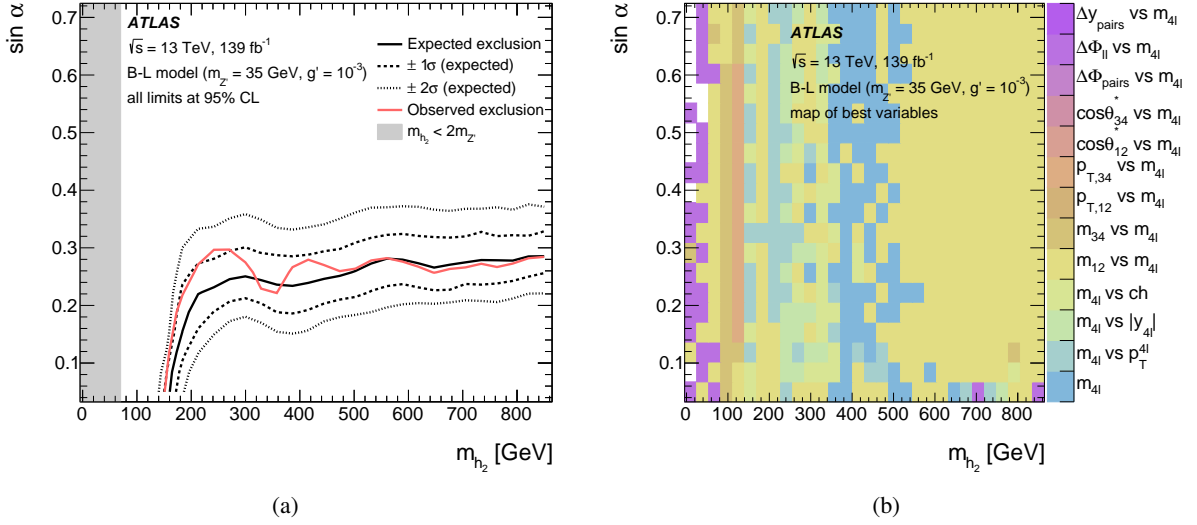 ATLAS
√s = 13 TeV, 139 fb⁻¹
B-L model (m_Z' = 35 GeV, g' = 10⁻³)
all limits at 95% CL
Expected exclusion
± 1σ (expected)
± 2σ (expected)
Observed exclusion
m_h₂ < 2m_Z'
sin α
0.7
0.6
0.5
0.4
0.3
0.2
0.1
0 100 200 300 400 500 600 700 800
m_h₂ [GeV]
(a)
ATLAS
√s = 13 TeV, 139 fb⁻¹
B-L model (m_Z' = 35 GeV, g' = 10⁻³)
map of best variables
sin α
0.7
0.6
0.5
0.4
0.3
0.2
0.1
0 100 200 300 400 500 600 700 800
m_h₂ [GeV]
Δy_pairs vs m_4l
ΔΦ_ll vs m_4l
ΔΦ_pairs vs m_4l
cosθ*_34 vs m_4l
cosθ*_12 vs m_4l
p_T,34 vs m_4l
p_T,12 vs m_4l
m_34 vs m_4l
m_12 vs m_4l
m_4l vs ch
m_4l vs |y_4l|
m_4l vs p_T^4l
m_4l
(b)